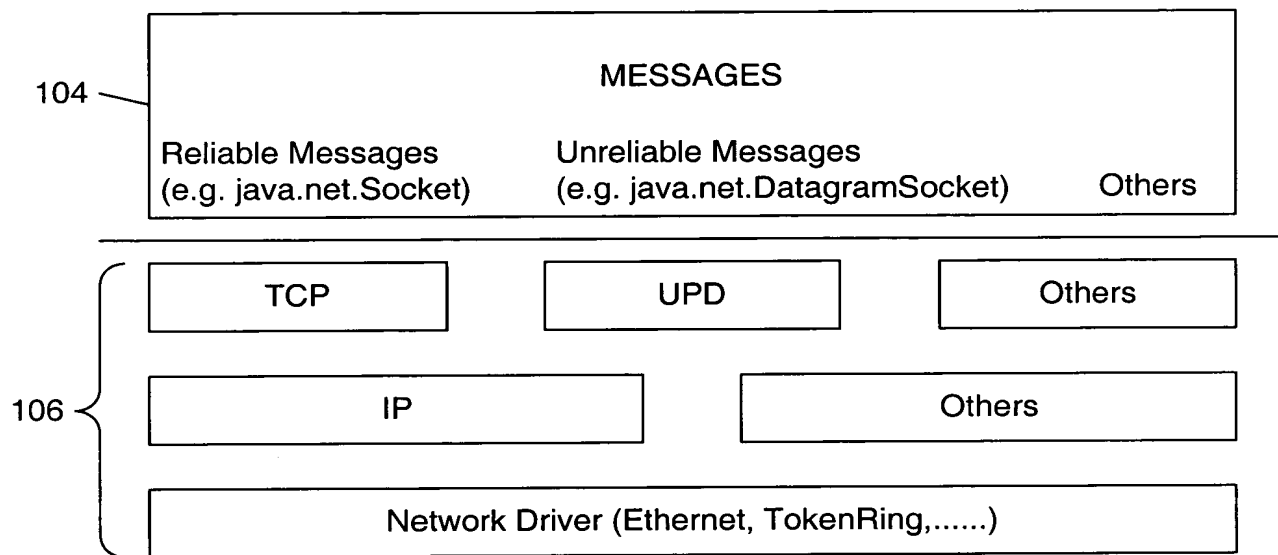 MESSAGES
104
Reliable Messages
(e.g. java.net.Socket)
Unreliable Messages
(e.g. java.net.DatagramSocket)
Others
TCP
UPD
Others
106
IP
Others
Network Driver (Ethernet, TokenRing,......)